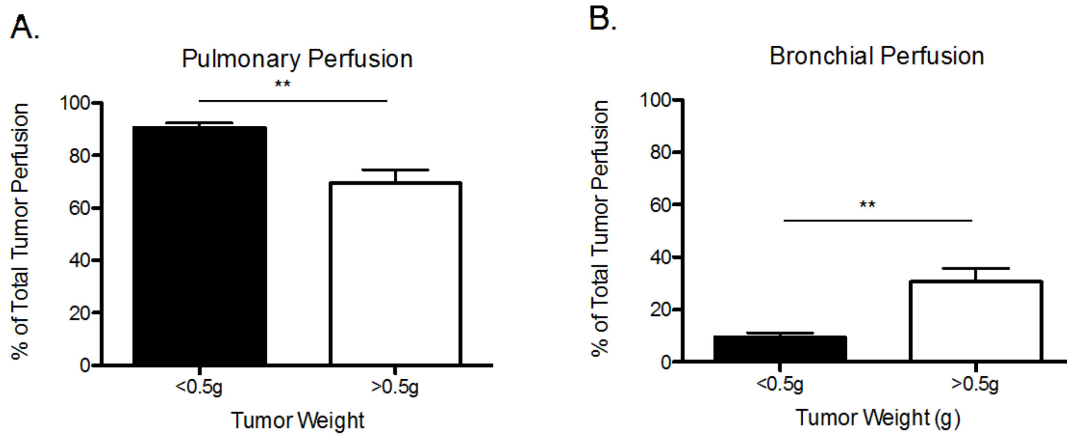 A.
Pulmonary Perfusion
**
% of Total Tumor Perfusion
100
80
60
40
20
0
<0.5g
>0.5g
Tumor Weight
B.
Bronchial Perfusion
**
% of Total Tumor Perfusion
100
80
60
40
20
0
<0.5g
>0.5g
Tumor Weight (g)